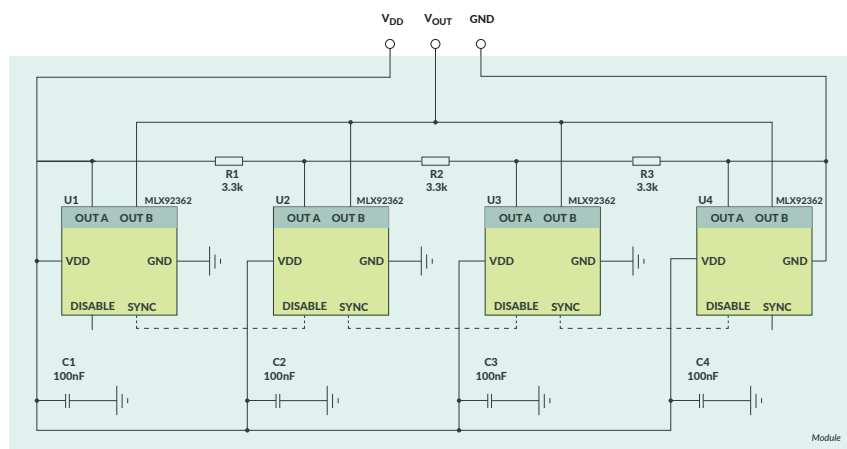 VDD VOUT GND
R1 R2 R3
3.3k 3.3k 3.3k
U1 MLX92362 U2 MLX92362 U3 MLX92362 U4 MLX92362
OUT A OUT B OUT A OUT B OUT A OUT B OUT A OUT B
VDD GND VDD GND VDD GND VDD GND
DISABLE SYNC DISABLE SYNC DISABLE SYNC DISABLE SYNC
C1 C2 C3 C4
100nF 100nF 100nF 100nF
Module